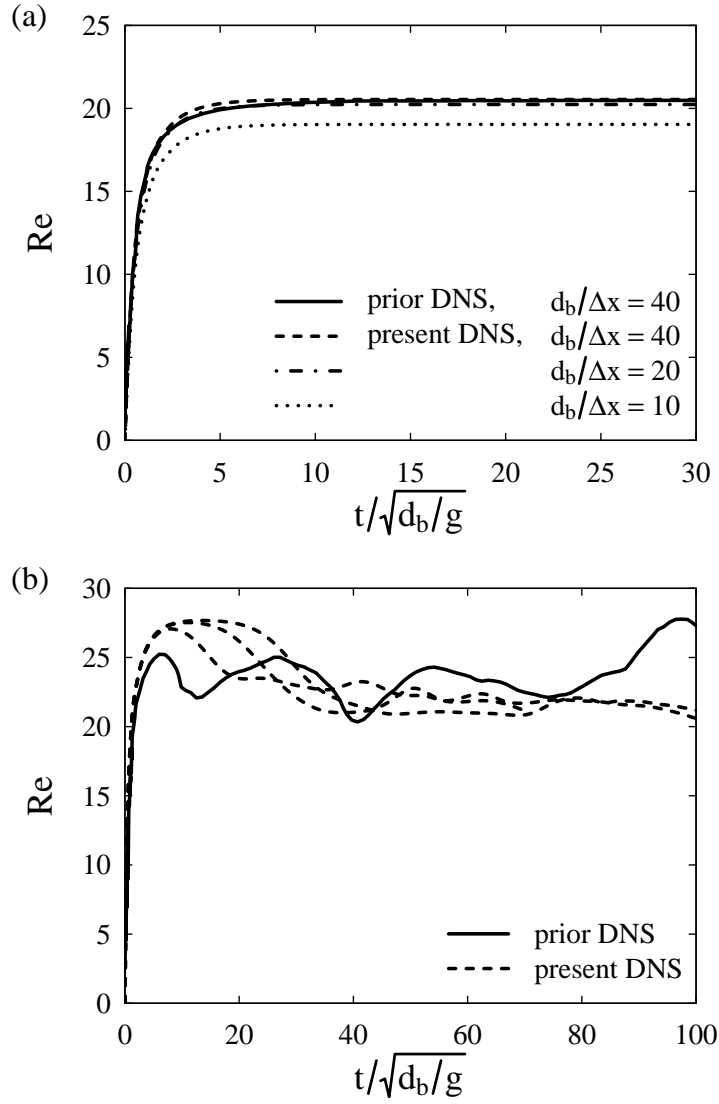 (a)
25
20
15
10
5
0
Re
prior DNS, d_b/Δx = 40
present DNS, d_b/Δx = 40
d_b/Δx = 20
d_b/Δx = 10
0 5 10 15 20 25 30
t/√d_b/g
(b)
30
25
20
15
10
5
0
Re
prior DNS
present DNS
0 20 40 60 80 100
t/√d_b/g